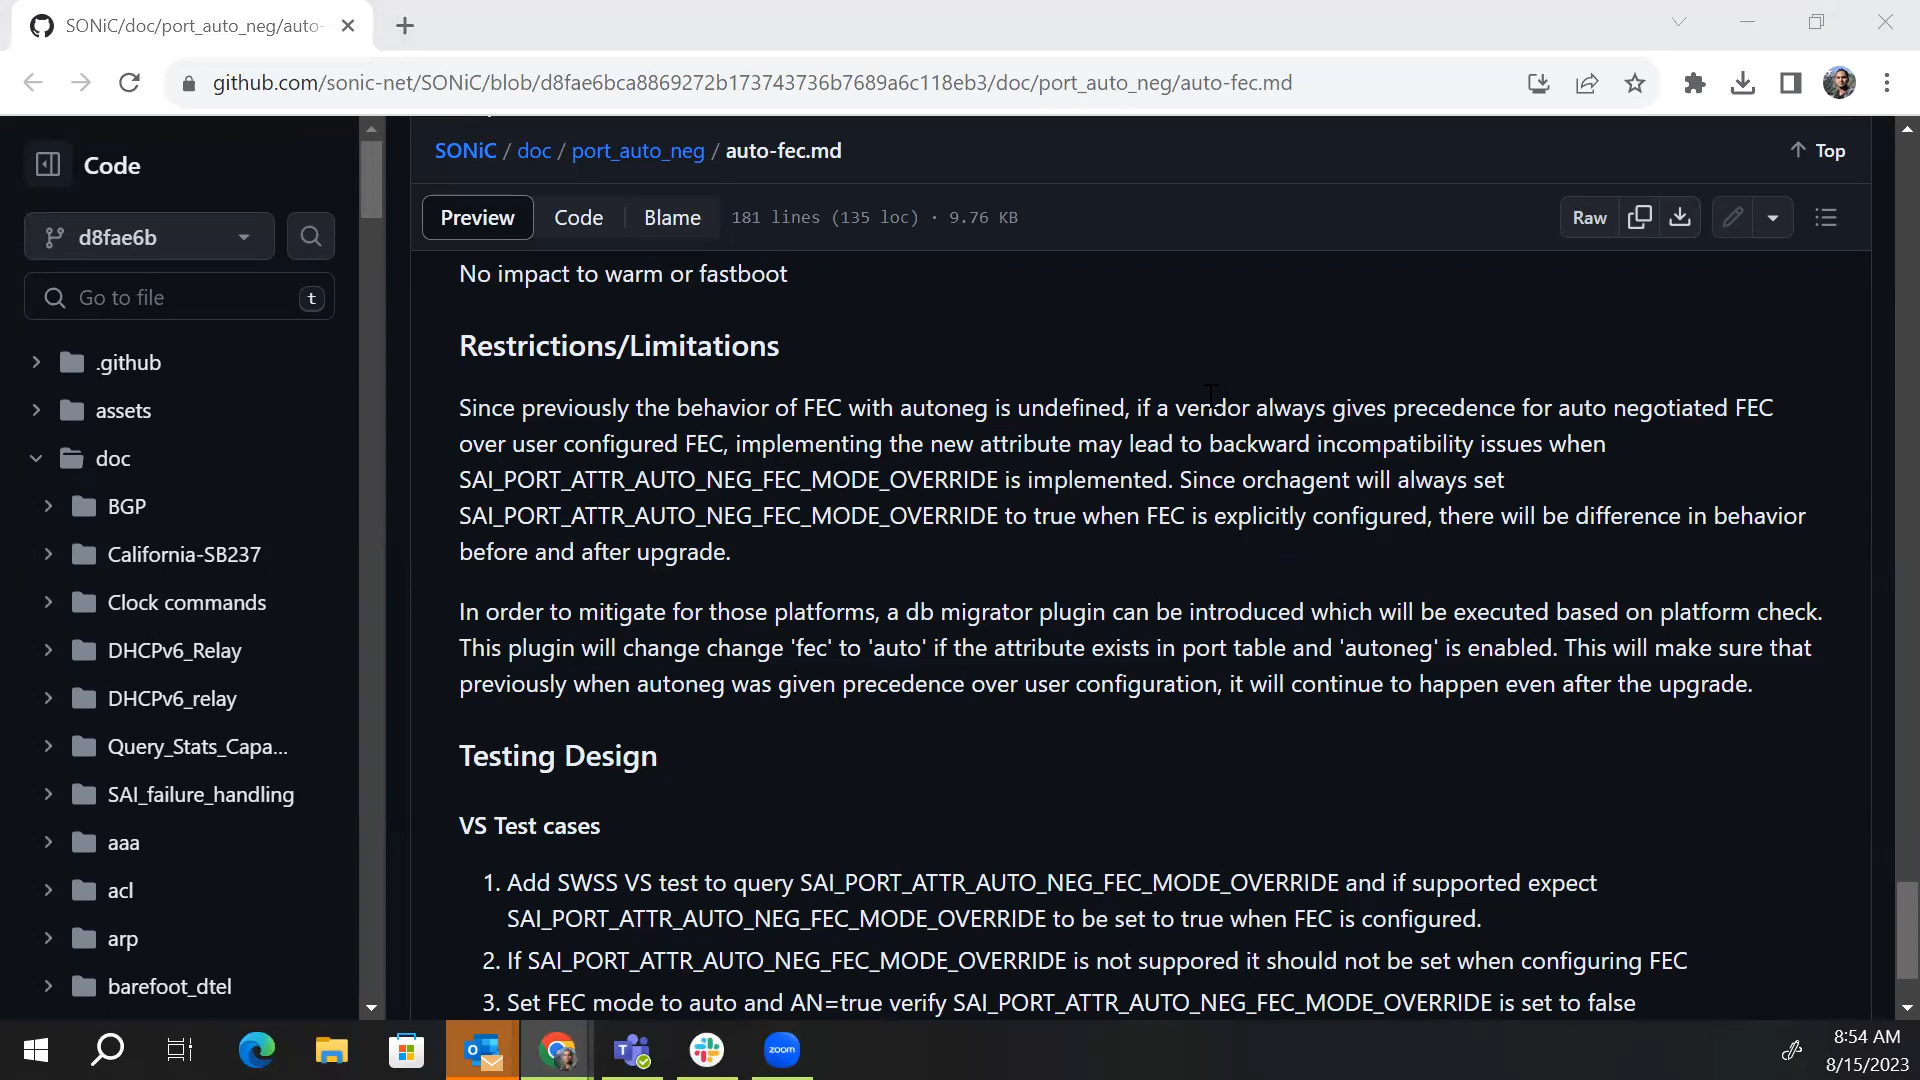 SONiC/doc/port_auto_neg/auto-
github.com/sonic-net/SONiC/blob/d8fae6bca8869272b173743736b7689a6c118eb3/doc/port_auto_neg/auto-fec.md
Code
d8fae6b
Go to file
t
.github
assets
doc
BGP
California-SB237
Clock commands
DHCPv6_Relay
DHCPv6_relay
Query_Stats_Capa...
SAI_failure_handling
aaa
acl
arp
barefoot_dtel
SONiC / doc / port_auto_neg / auto-fec.md
Top
Preview Code Blame 181 lines (135 loc) · 9.76 KB
Raw
No impact to warm or fastboot
Restrictions/Limitations
Since previously the behavior of FEC with autoneg is undefined, if a vendor always gives precedence for auto negotiated FEC
over user configured FEC, implementing the new attribute may lead to backward incompatibility issues when
SAI_PORT_ATTR_AUTO_NEG_FEC_MODE_OVERRIDE is implemented. Since orchagent will always set
SAI_PORT_ATTR_AUTO_NEG_FEC_MODE_OVERRIDE to true when FEC is explicitly configured, there will be difference in behavior
before and after upgrade.
In order to mitigate for those platforms, a db migrator plugin can be introduced which will be executed based on platform check.
This plugin will change change 'fec' to 'auto' if the attribute exists in port table and 'autoneg' is enabled. This will make sure that
previously when autoneg was given precedence over user configuration, it will continue to happen even after the upgrade.
Testing Design
VS Test cases
1. Add SWSS VS test to query SAI_PORT_ATTR_AUTO_NEG_FEC_MODE_OVERRIDE and if supported expect
SAI_PORT_ATTR_AUTO_NEG_FEC_MODE_OVERRIDE to be set to true when FEC is configured.
2. If SAI_PORT_ATTR_AUTO_NEG_FEC_MODE_OVERRIDE is not suppored it should not be set when configuring FEC
3. Set FEC mode to auto and AN=true verify SAI_PORT_ATTR_AUTO_NEG_FEC_MODE_OVERRIDE is set to false
zoom
8:54 AM
8/15/2023